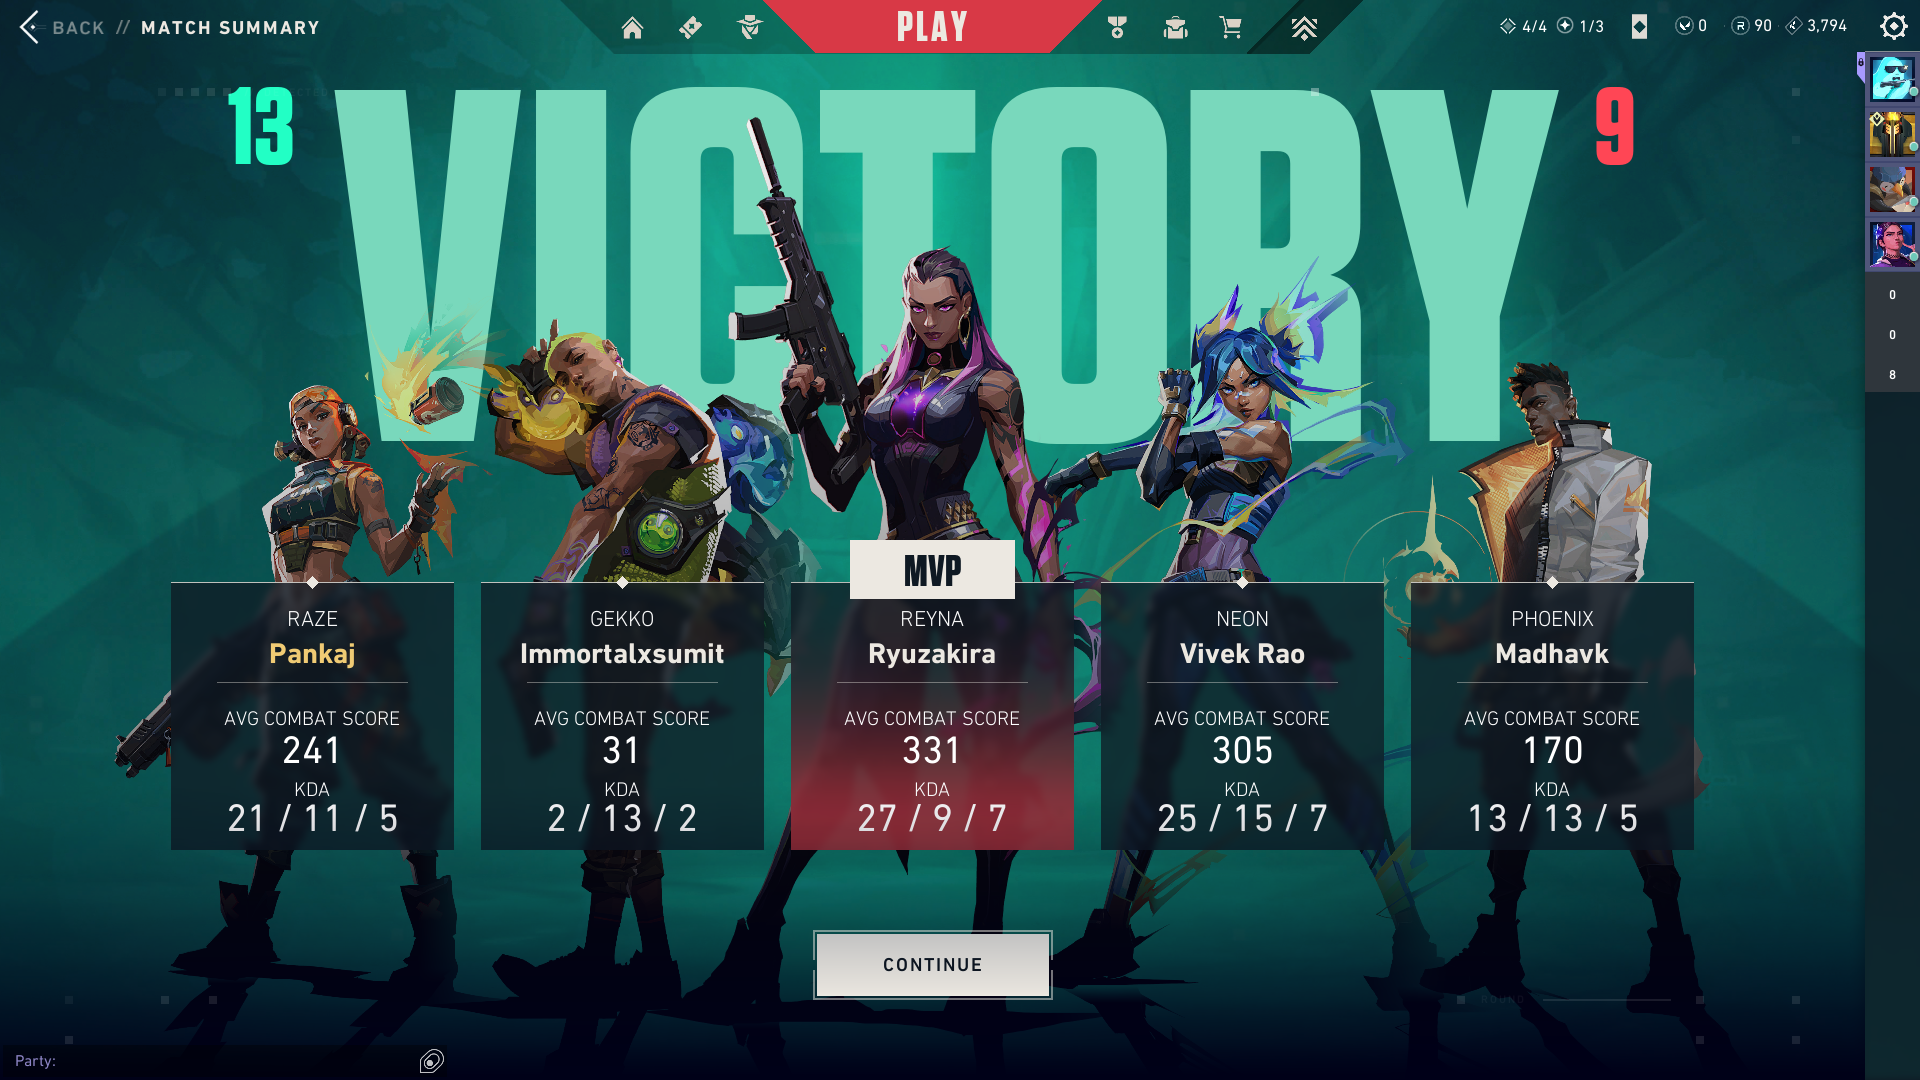 BACK // MATCH SUMMARY
PLAY
4/4 1/3 0 90 3,794
13 VICTORY 9
0
0
8
MVP
RAZE
Pankaj
AVG COMBAT SCORE
241
KDA
21 / 11 / 5
GEKKO
Immortalxsumit
AVG COMBAT SCORE
31
KDA
2 / 13 / 2
REYNA
Ryuzakira
AVG COMBAT SCORE
331
KDA
27 / 9 / 7
NEON
Vivek Rao
AVG COMBAT SCORE
305
KDA
25 / 15 / 7
PHOENIX
Madhavk
AVG COMBAT SCORE
170
KDA
13 / 13 / 5
CONTINUE
ROUND
Party: